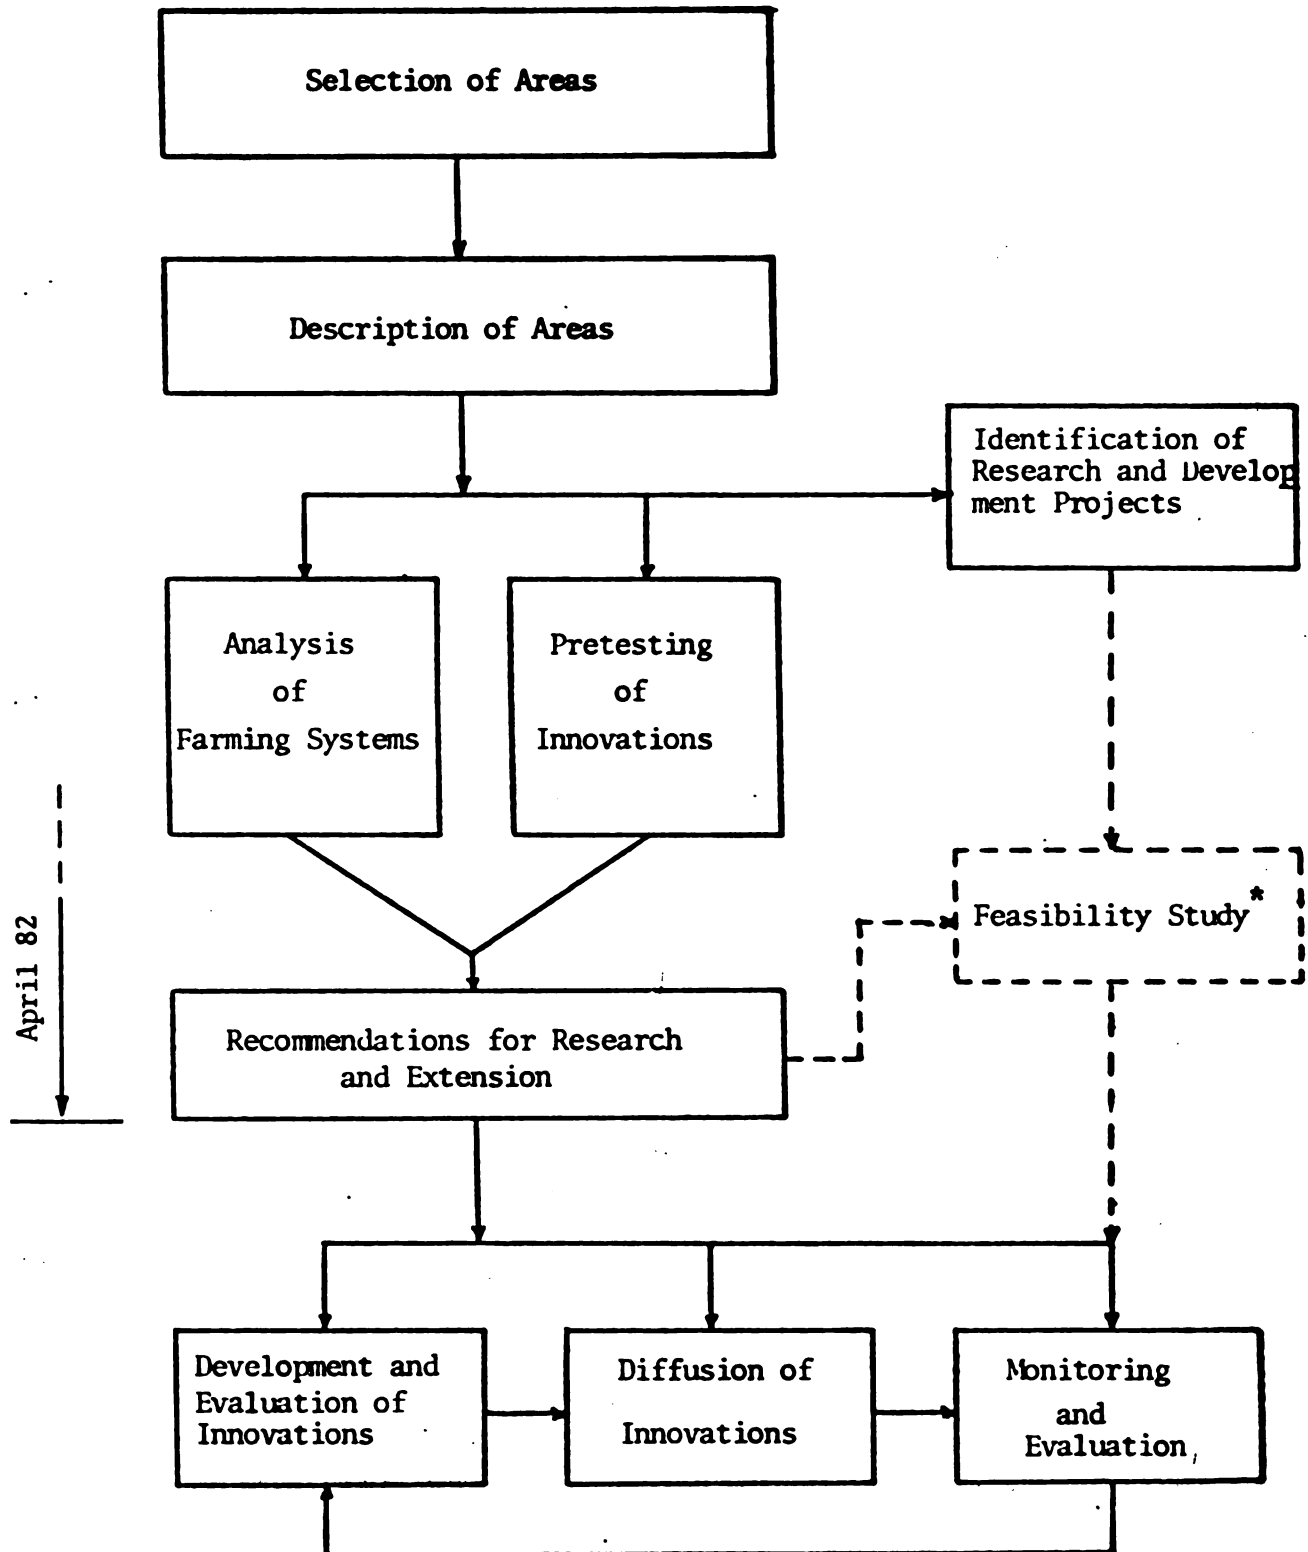 Selection of Areas
Description of Areas
Identification of
Research and Develop
ment Projects
Analysis
of
Farming Systems
Pretesting
of
Innovations
April 82
Feasibility Study*
Recommendations for Research
and Extension
Development and
Evaluation of
Innovations
Diffusion of
Innovations
Monitoring
and
Evaluation